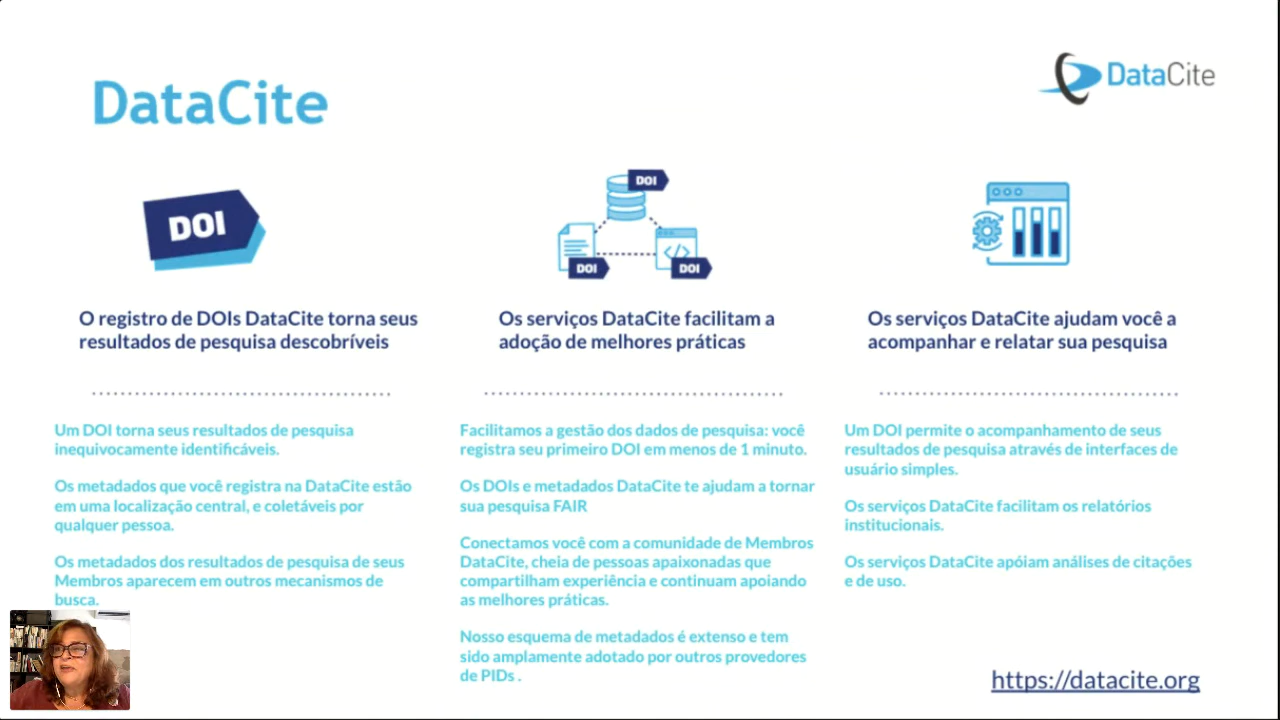 DataCite
DataCite
DOI
DOI
DOI
DOI
O registro de DOIs DataCite torna seus
resultados de pesquisa descobríveis
Os serviços DataCite facilitam a
adoção de melhores práticas
Os serviços DataCite ajudam você a
acompanhar e relatar sua pesquisa
Um DOI torna seus resultados de pesquisa
inequivocamente identificáveis.
Os metadados que você registra na DataCite estão
em uma localização central, e coletáveis por
qualquer pessoa.
Os metadados dos resultados de pesquisa de seus
Membros aparecem em outros mecanismos de
busca.
Facilitamos a gestão dos dados de pesquisa: você
registra seu primeiro DOI em menos de 1 minuto.
Os DOIs e metadados DataCite te ajudam a tornar
sua pesquisa FAIR
Conectamos você com a comunidade de Membros
DataCite, cheia de pessoas apaixonadas que
compartilham experiência e continuam apoiando
as melhores práticas.
Nosso esquema de metadados é extenso e tem
sido amplamente adotado por outros provedores
de PIDs .
Um DOI permite o acompanhamento de seus
resultados de pesquisa através de interfaces de
usuário simples.
Os serviços DataCite facilitam os relatórios
institucionais.
Os serviços DataCite apóiam análises de citações
e de uso.
https://datacite.org